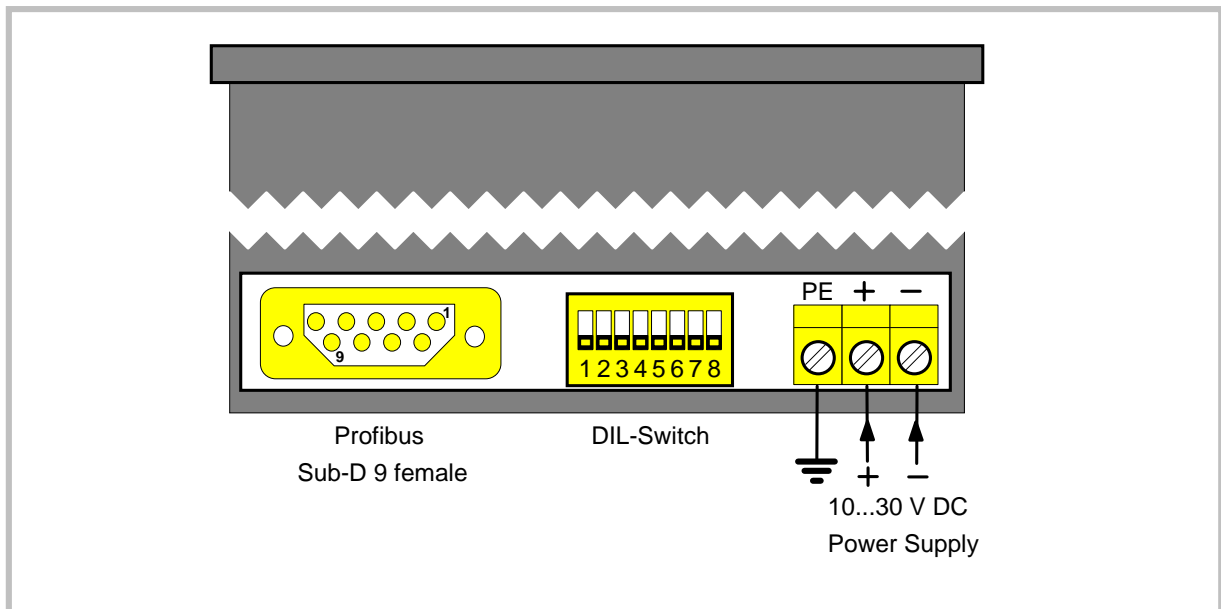 PE + −
1
9
1 2 3 4 5 6 7 8
Profibus
Sub-D 9 female
DIL-Switch
+ −
10...30 V DC
Power Supply